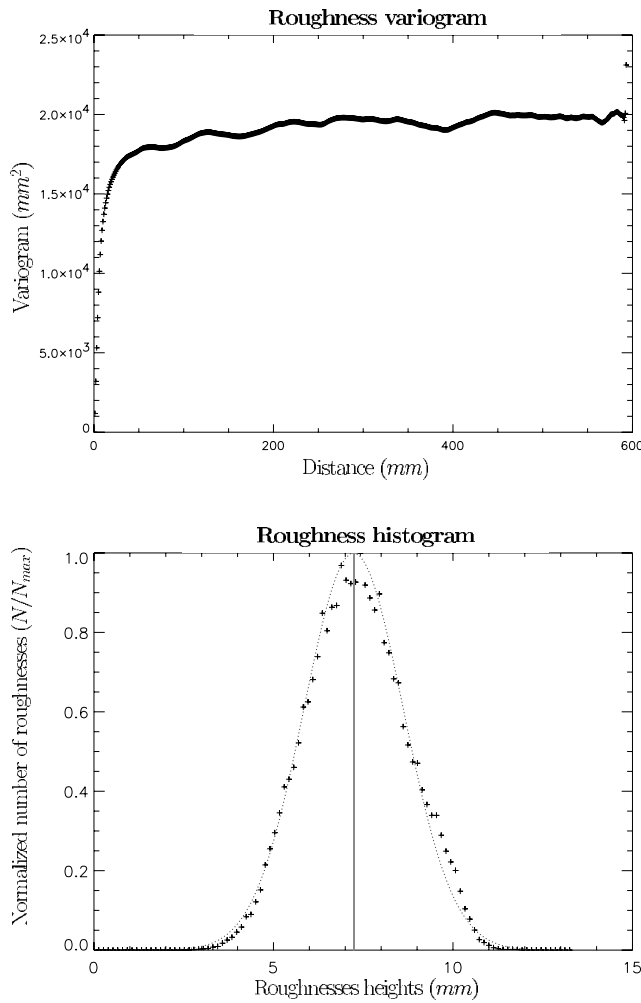 Roughness variogram
2.5×10⁴
2.0×10⁴
1.5×10⁴
1.0×10⁴
5.0×10³
0
Variogram (mm²)
0 200 400 600
Distance (mm)
Roughness histogram
1.0
0.8
0.6
0.4
0.2
0.0
Normalized number of roughnesses (N/Nmax)
0 5 10 15
Roughnesses heights (mm)